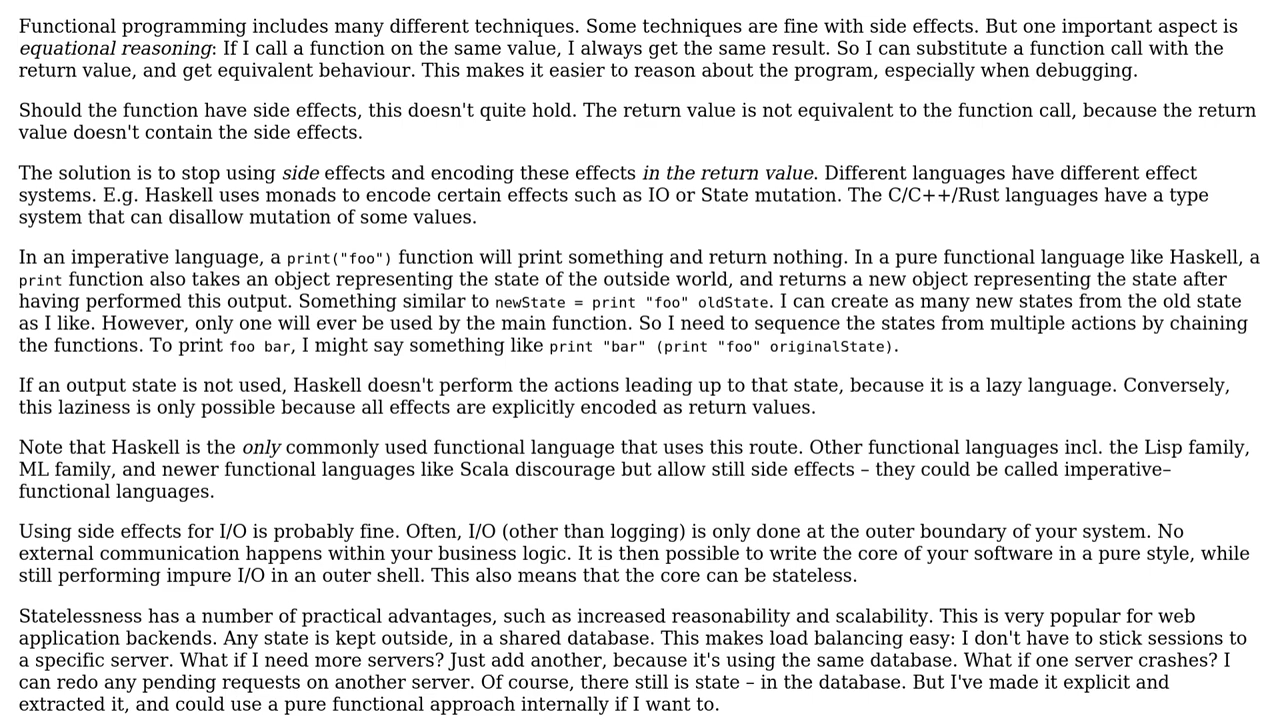 Functional programming includes many different techniques. Some techniques are fine with side effects. But one important aspect is
equational reasoning: If I call a function on the same value, I always get the same result. So I can substitute a function call with the
return value, and get equivalent behaviour. This makes it easier to reason about the program, especially when debugging.
Should the function have side effects, this doesn't quite hold. The return value is not equivalent to the function call, because the return
value doesn't contain the side effects.
The solution is to stop using side effects and encoding these effects in the return value. Different languages have different effect
systems. E.g. Haskell uses monads to encode certain effects such as IO or State mutation. The C/C++/Rust languages have a type
system that can disallow mutation of some values.
In an imperative language, a print("foo") function will print something and return nothing. In a pure functional language like Haskell, a
print function also takes an object representing the state of the outside world, and returns a new object representing the state after
having performed this output. Something similar to newState = print "foo" oldState. I can create as many new states from the old state
as I like. However, only one will ever be used by the main function. So I need to sequence the states from multiple actions by chaining
the functions. To print foo bar, I might say something like print "bar" (print "foo" originalState).
If an output state is not used, Haskell doesn't perform the actions leading up to that state, because it is a lazy language. Conversely,
this laziness is only possible because all effects are explicitly encoded as return values.
Note that Haskell is the only commonly used functional language that uses this route. Other functional languages incl. the Lisp family,
ML family, and newer functional languages like Scala discourage but allow still side effects – they could be called imperative–
functional languages.
Using side effects for I/O is probably fine. Often, I/O (other than logging) is only done at the outer boundary of your system. No
external communication happens within your business logic. It is then possible to write the core of your software in a pure style, while
still performing impure I/O in an outer shell. This also means that the core can be stateless.
Statelessness has a number of practical advantages, such as increased reasonability and scalability. This is very popular for web
application backends. Any state is kept outside, in a shared database. This makes load balancing easy: I don't have to stick sessions to
a specific server. What if I need more servers? Just add another, because it's using the same database. What if one server crashes? I
can redo any pending requests on another server. Of course, there still is state – in the database. But I've made it explicit and
extracted it, and could use a pure functional approach internally if I want to.